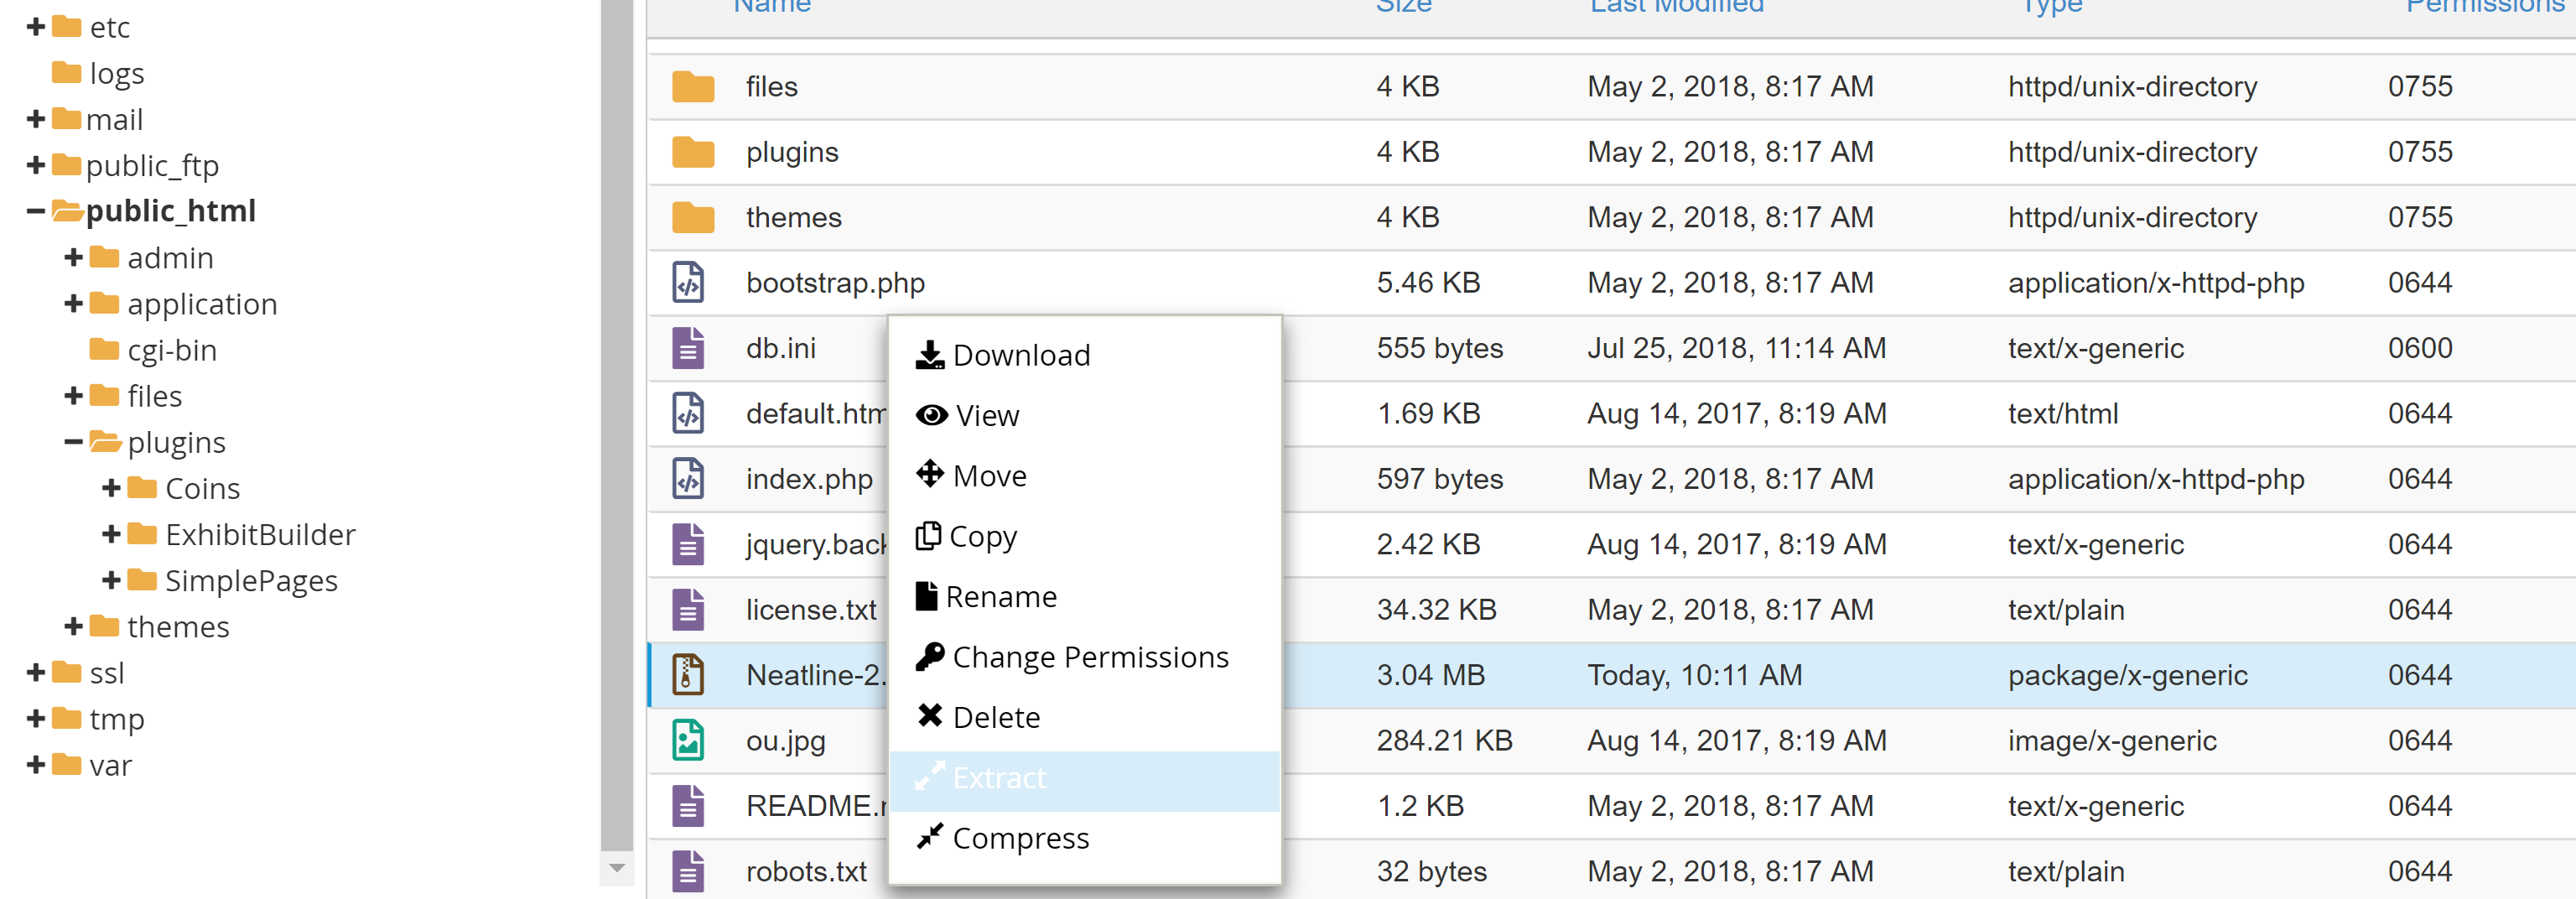 etc
logs
mail
public_ftp
public_html
admin
application
cgi-bin
files
plugins
Coins
ExhibitBuilder
SimplePages
themes
ssl
tmp
var
Name Size Last Modified Type Permissions
files 4 KB May 2, 2018, 8:17 AM httpd/unix-directory 0755
plugins 4 KB May 2, 2018, 8:17 AM httpd/unix-directory 0755
themes 4 KB May 2, 2018, 8:17 AM httpd/unix-directory 0755
bootstrap.php 5.46 KB May 2, 2018, 8:17 AM application/x-httpd-php 0644
db.ini 555 bytes Jul 25, 2018, 11:14 AM text/x-generic 0600
default.htm 1.69 KB Aug 14, 2017, 8:19 AM text/html 0644
index.php 597 bytes May 2, 2018, 8:17 AM application/x-httpd-php 0644
jquery.back 2.42 KB Aug 14, 2017, 8:19 AM text/x-generic 0644
license.txt 34.32 KB May 2, 2018, 8:17 AM text/plain 0644
Neatline-2. 3.04 MB Today, 10:11 AM package/x-generic 0644
ou.jpg 284.21 KB Aug 14, 2017, 8:19 AM image/x-generic 0644
README. 1.2 KB May 2, 2018, 8:17 AM text/x-generic 0644
robots.txt 32 bytes May 2, 2018, 8:17 AM text/plain 0644
Download
View
Move
Copy
Rename
Change Permissions
Delete
Extract
Compress